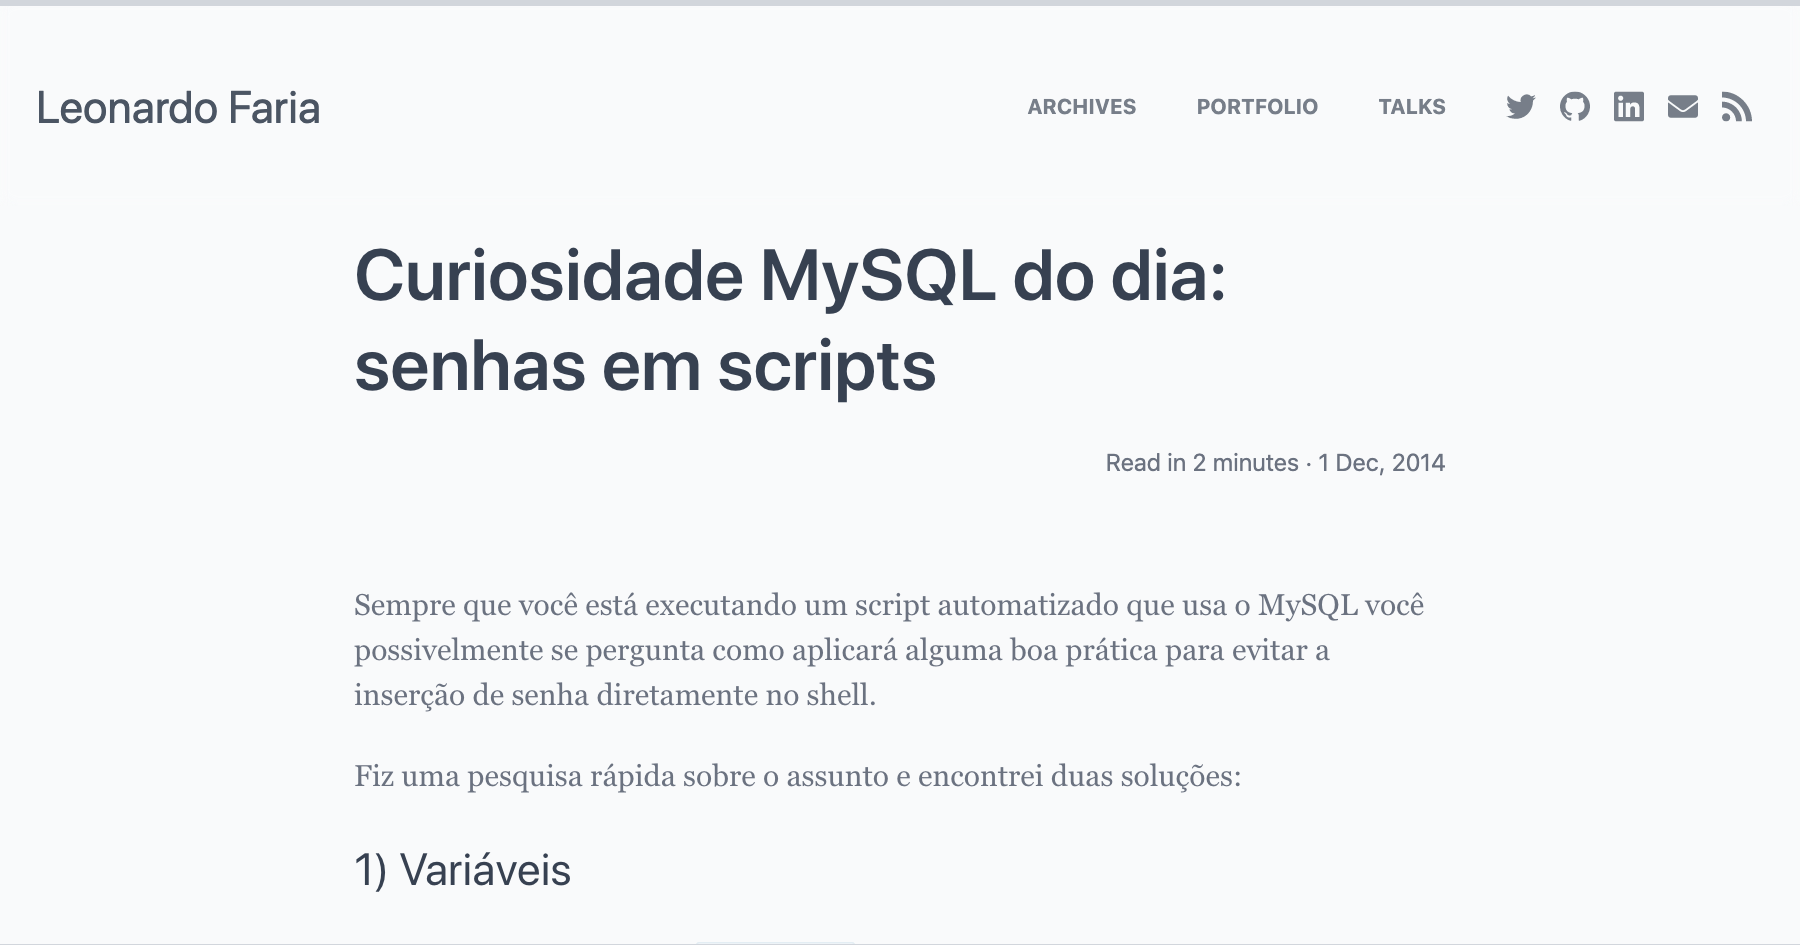 Leonardo Faria
ARCHIVES PORTFOLIO TALKS
Curiosidade MySQL do dia:
senhas em scripts
Read in 2 minutes · 1 Dec, 2014
Sempre que você está executando um script automatizado que usa o MySQL você
possivelmente se pergunta como aplicará alguma boa prática para evitar a
inserção de senha diretamente no shell.
Fiz uma pesquisa rápida sobre o assunto e encontrei duas soluções:
1) Variáveis